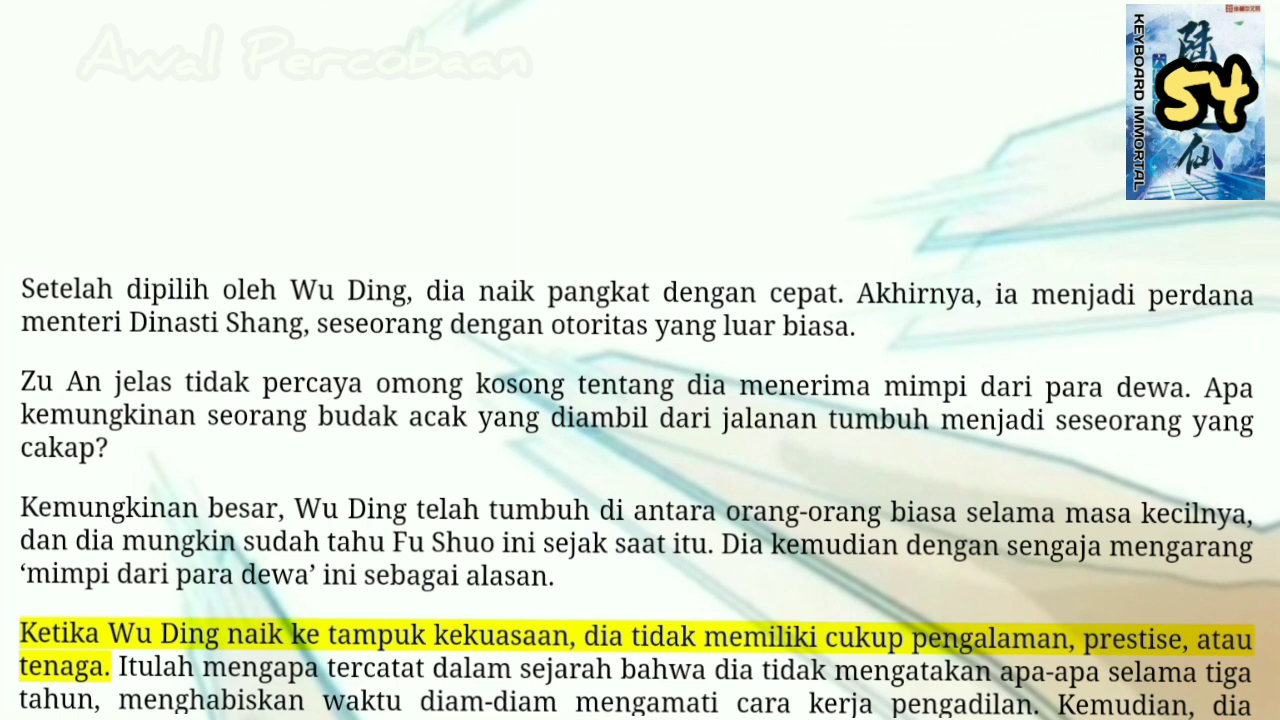 Awal Percobaan
KEYBOARD IMMORTAL
54
仙
Setelah dipilih oleh Wu Ding, dia naik pangkat dengan cepat. Akhirnya, ia menjadi perdana
menteri Dinasti Shang, seseorang dengan otoritas yang luar biasa.
Zu An jelas tidak percaya omong kosong tentang dia menerima mimpi dari para dewa. Apa
kemungkinan seorang budak acak yang diambil dari jalanan tumbuh menjadi seseorang yang
cakap?
Kemungkinan besar, Wu Ding telah tumbuh di antara orang-orang biasa selama masa kecilnya,
dan dia mungkin sudah tahu Fu Shuo ini sejak saat itu. Dia kemudian dengan sengaja mengarang
‘mimpi dari para dewa’ ini sebagai alasan.
Ketika Wu Ding naik ke tampuk kekuasaan, dia tidak memiliki cukup pengalaman, prestise, atau
tenaga. Itulah mengapa tercatat dalam sejarah bahwa dia tidak mengatakan apa-apa selama tiga
tahun, menghabiskan waktu diam-diam mengamati cara kerja pengadilan. Kemudian, dia